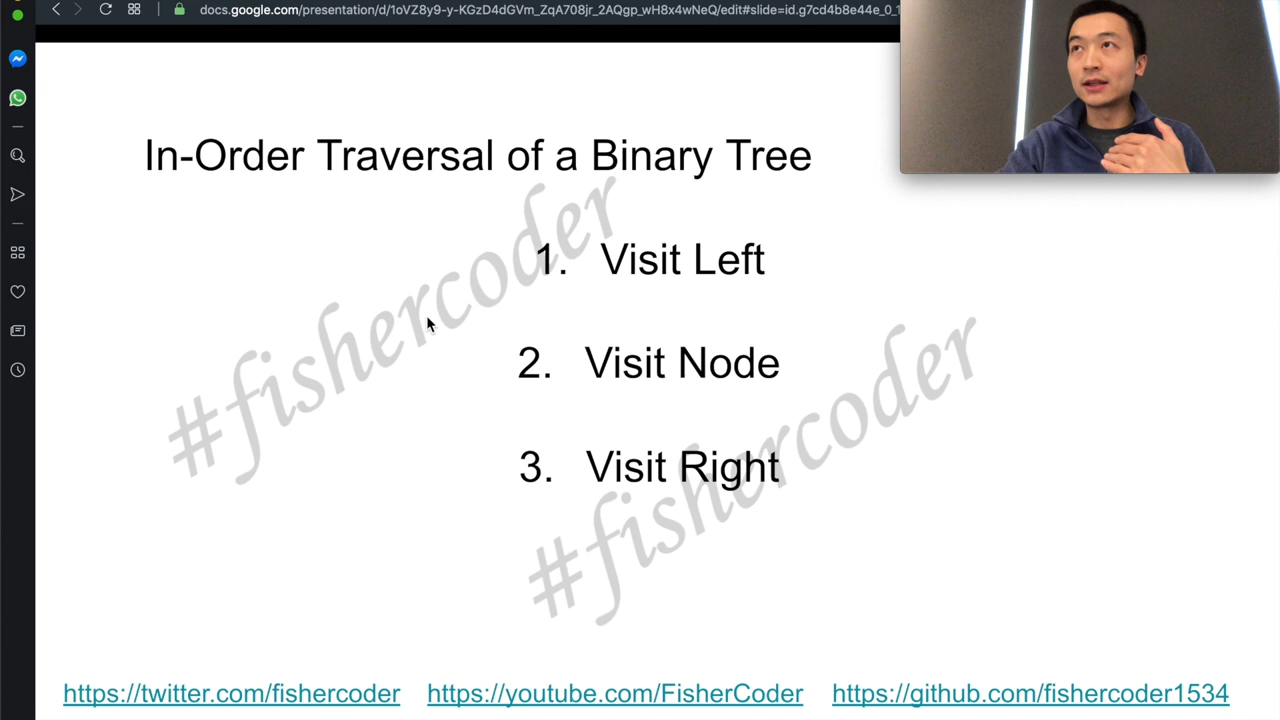 docs.google.com/presentation/d/1oVZ8y9-y-KGzD4dGVm_ZqA708jr_2AQgp_wH8x4wNeQ/edit#slide=id.g7cd4b8e44e_0_1
In-Order Traversal of a Binary Tree
1. Visit Left
2. Visit Node
3. Visit Right
#fishercoder
#fishercoder
https://twitter.com/fishercoder https://youtube.com/FisherCoder https://github.com/fishercoder1534